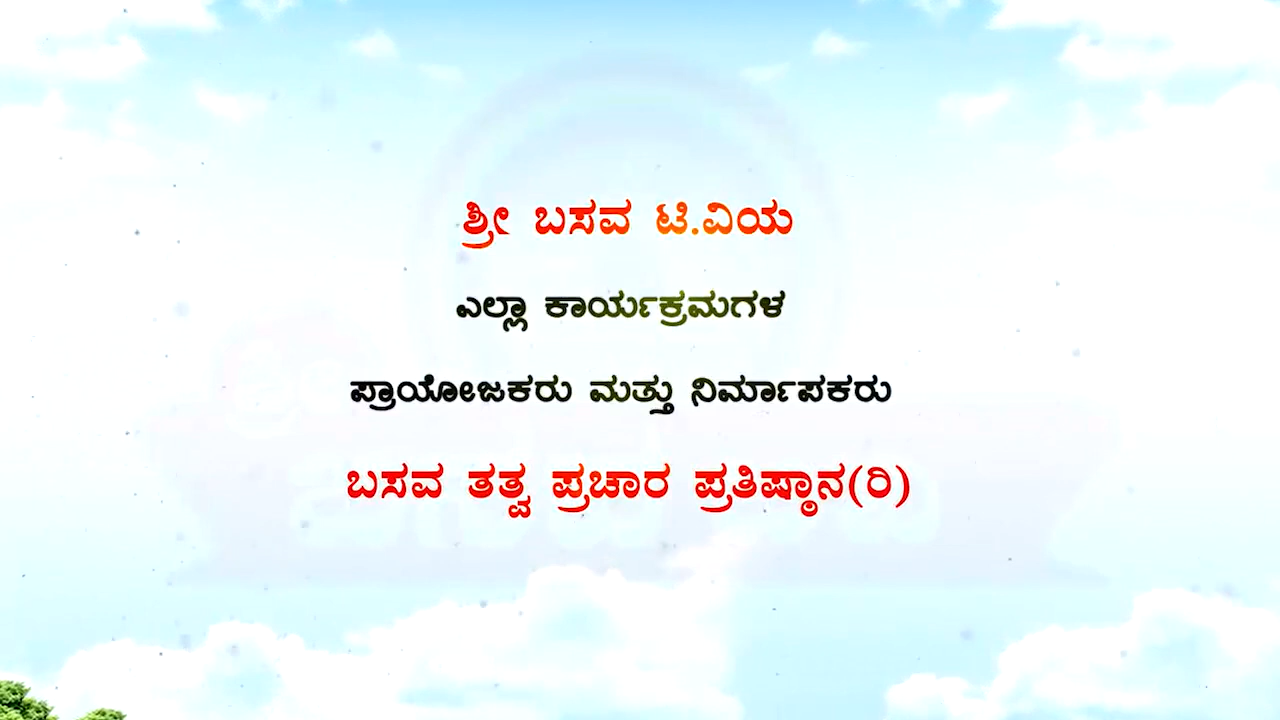 ಶ್ರೀ ಬಸವ ಟಿ.ವಿಯ
ಎಲ್ಲಾ ಕಾರ್ಯಕ್ರಮಗಳ
ಪ್ರಾಯೋಜಕರು ಮತ್ತು ನಿರ್ಮಾಪಕರು
ಬಸವ ತತ್ವ ಪ್ರಚಾರ ಪ್ರತಿಷ್ಠಾನ(ರಿ)